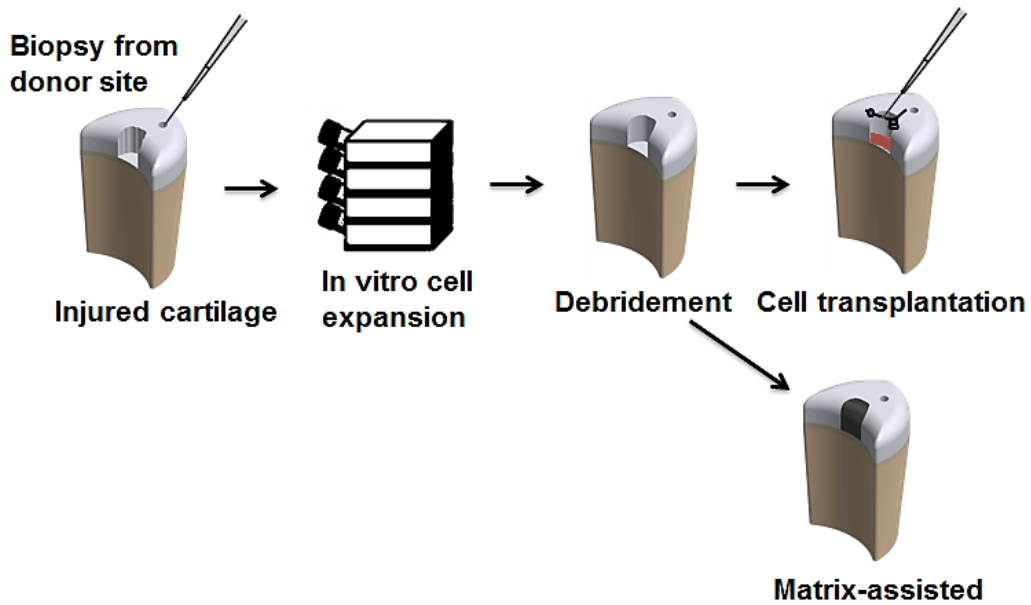 Biopsy from
donor site
Injured cartilage
In vitro cell
expansion
Debridement
Cell transplantation
Matrix-assisted